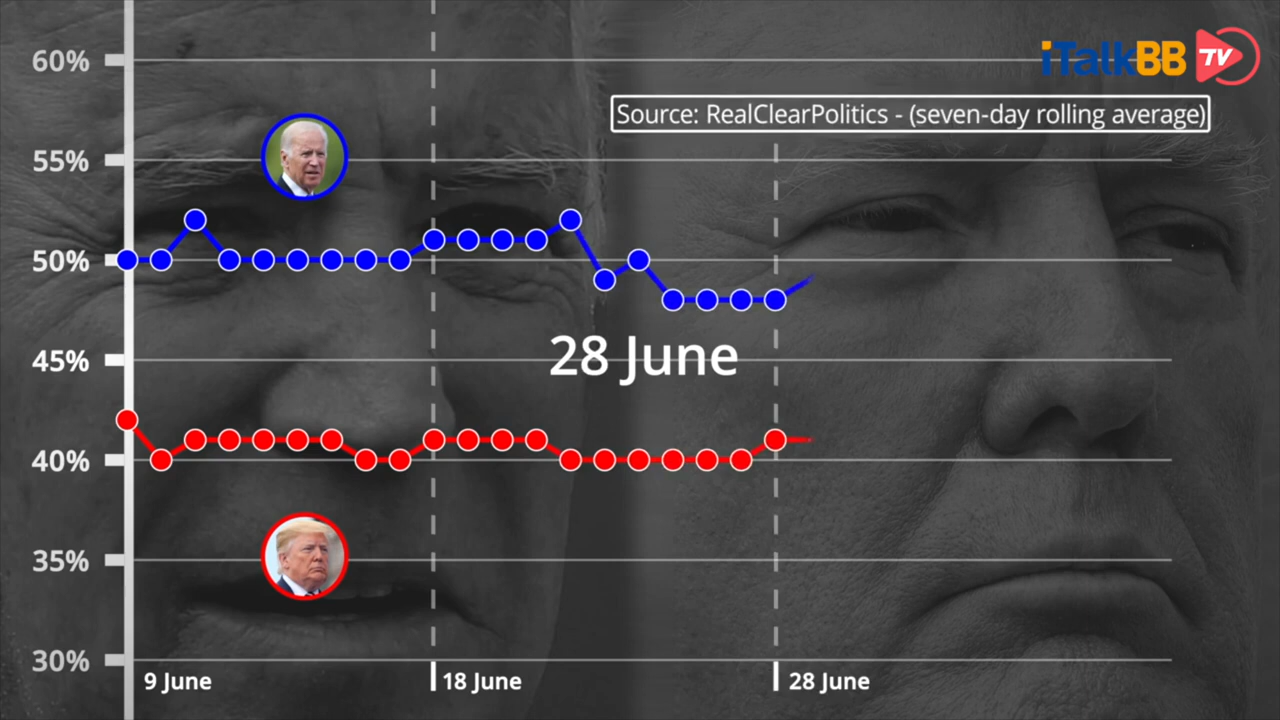 60%
iTalkBB TV
Source: RealClearPolitics - (seven-day rolling average)
55%
50%
45%
28 June
40%
35%
30%
9 June
18 June
28 June